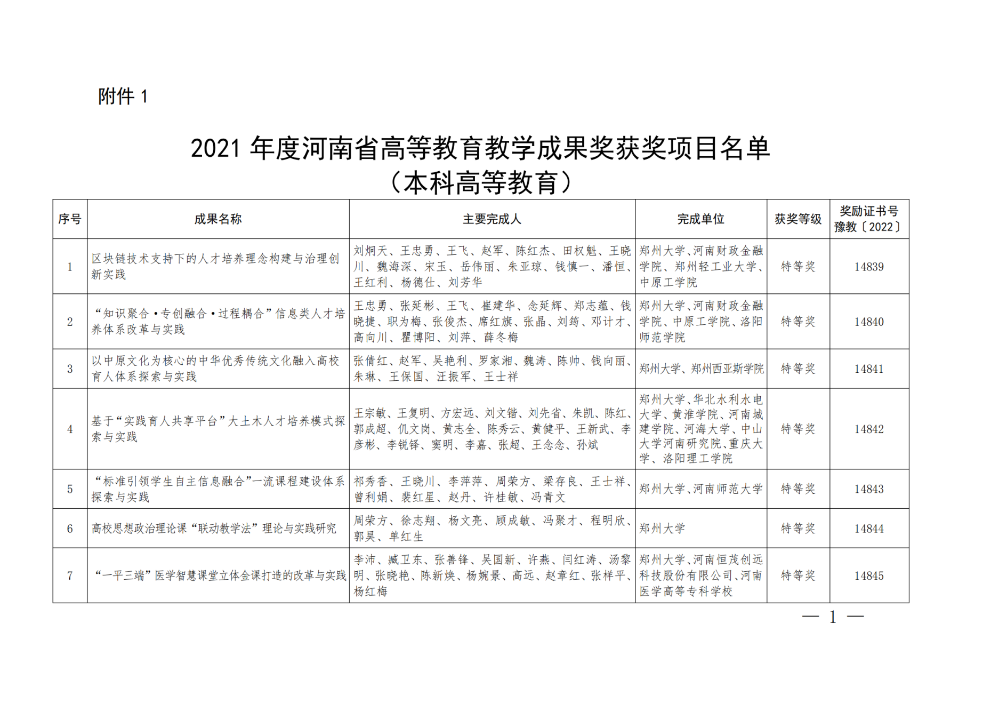 附件 1
2021 年度河南省高等教育教学成果奖获奖项目名单
（本科高等教育）
序号
成果名称
主要完成人
完成单位
获奖等级
奖励证书号
豫教〔2022〕
1
区块链技术支持下的人才培养理念构建与治理创
新实践
刘炯天、王忠勇、王飞、赵军、陈红杰、田权魁、王晓
川、魏海深、宋玉、岳伟丽、朱亚琼、钱慎一、潘恒、
王红利、杨德仕、刘芳华
郑州大学、河南财政金融
学院、郑州轻工业大学、
中原工学院
特等奖
14839
2
“知识聚合·专创融合·过程耦合”信息类人才培
养体系改革与实践
王忠勇、张延彬、王飞、崔建华、念延辉、郑志蕴、钱
晓捷、职为梅、张俊杰、席红旗、张晶、刘筠、邓计才、
高向川、瞿博阳、刘萍、薛冬梅
郑州大学、河南财政金融
学院、中原工学院、洛阳
师范学院
特等奖
14840
3
以中原文化为核心的中华优秀传统文化融入高校
育人体系探索与实践
张倩红、赵军、吴艳利、罗家湘、魏涛、陈帅、钱向丽、
朱琳、王保国、汪振军、王士祥
郑州大学、郑州西亚斯学院
特等奖
14841
4
基于“实践育人共享平台”大土木人才培养模式探
索与实践
王宗敏、王复明、方宏远、刘文锴、刘先省、朱凯、陈红、
郭成超、仉文岗、黄志全、陈秀云、黄健平、王新武、李
彦彬、李锐铎、窦明、李嘉、张超、王念念、孙斌
郑州大学、华北水利水电
大学、黄淮学院、河南城
建学院、河海大学、中山
大学河南研究院、重庆大
学、洛阳理工学院
特等奖
14842
5
“标准引领学生自主信息融合”一流课程建设体系
探索与实践
祁秀香、王晓川、李萍萍、周荣方、梁存良、王士祥、
曾利娟、裴红星、赵丹、许桂敏、冯青文
郑州大学、河南师范大学
特等奖
14843
6
高校思想政治理论课“联动教学法”理论与实践研究
周荣方、徐志翔、杨文亮、顾成敏、冯聚才、程明欣、
郭昊、单红生
郑州大学
特等奖
14844
7
“一平三端”医学智慧课堂立体金课打造的改革与实践
李沛、臧卫东、张善锋、吴国新、许燕、闫红涛、汤黎
明、张晓艳、陈新焕、杨婉景、高远、赵章红、张样平、
杨红梅
郑州大学、河南恒茂创远
科技股份有限公司、河南
医学高等专科学校
特等奖
14845
— 1 —